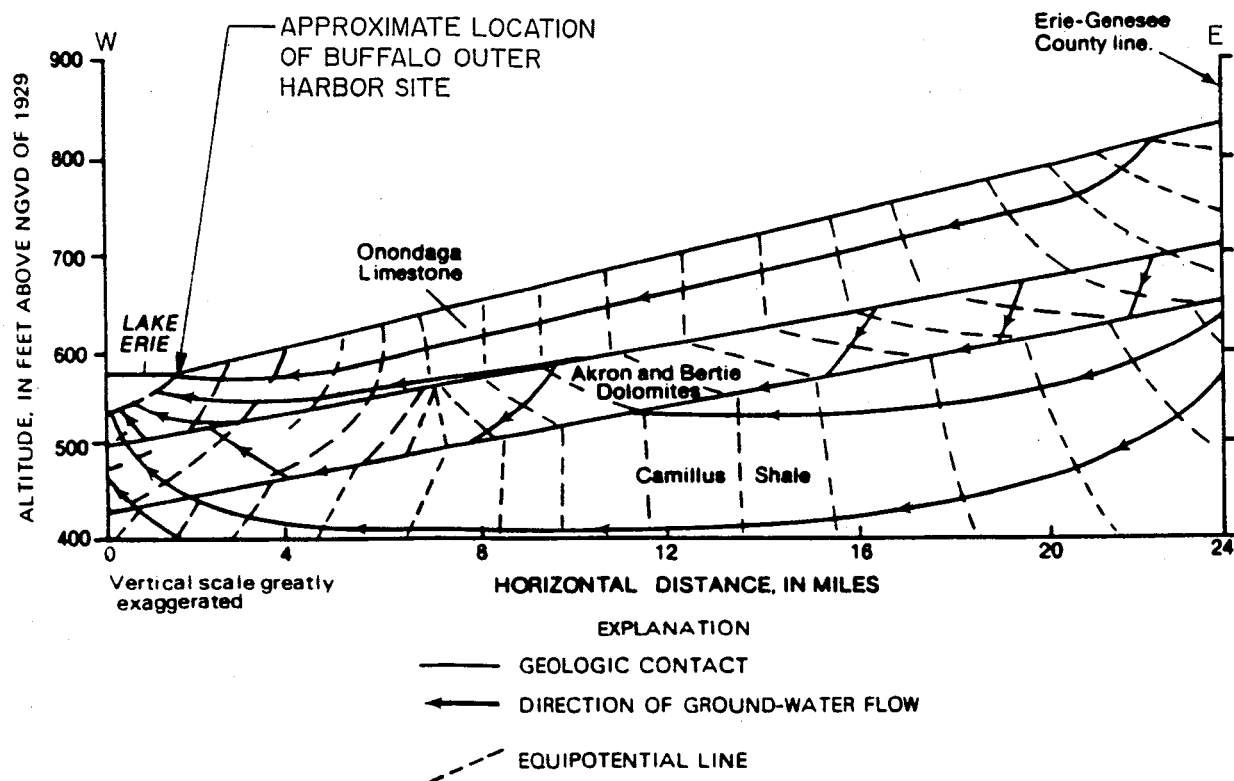 W
APPROXIMATE LOCATION
OF BUFFALO OUTER
HARBOR SITE
Erie-Genesee
County line.
E
ALTITUDE, IN FEET ABOVE NGVD OF 1929
900
800
700
600
500
400
LAKE
ERIE
Onondaga
Limestone
Akron and Bertie
Dolomites
Camillus Shale
0
4
8
12
16
20
24
Vertical scale greatly
exaggerated
HORIZONTAL DISTANCE, IN MILES
EXPLANATION
GEOLOGIC CONTACT
DIRECTION OF GROUND-WATER FLOW
EQUIPOTENTIAL LINE